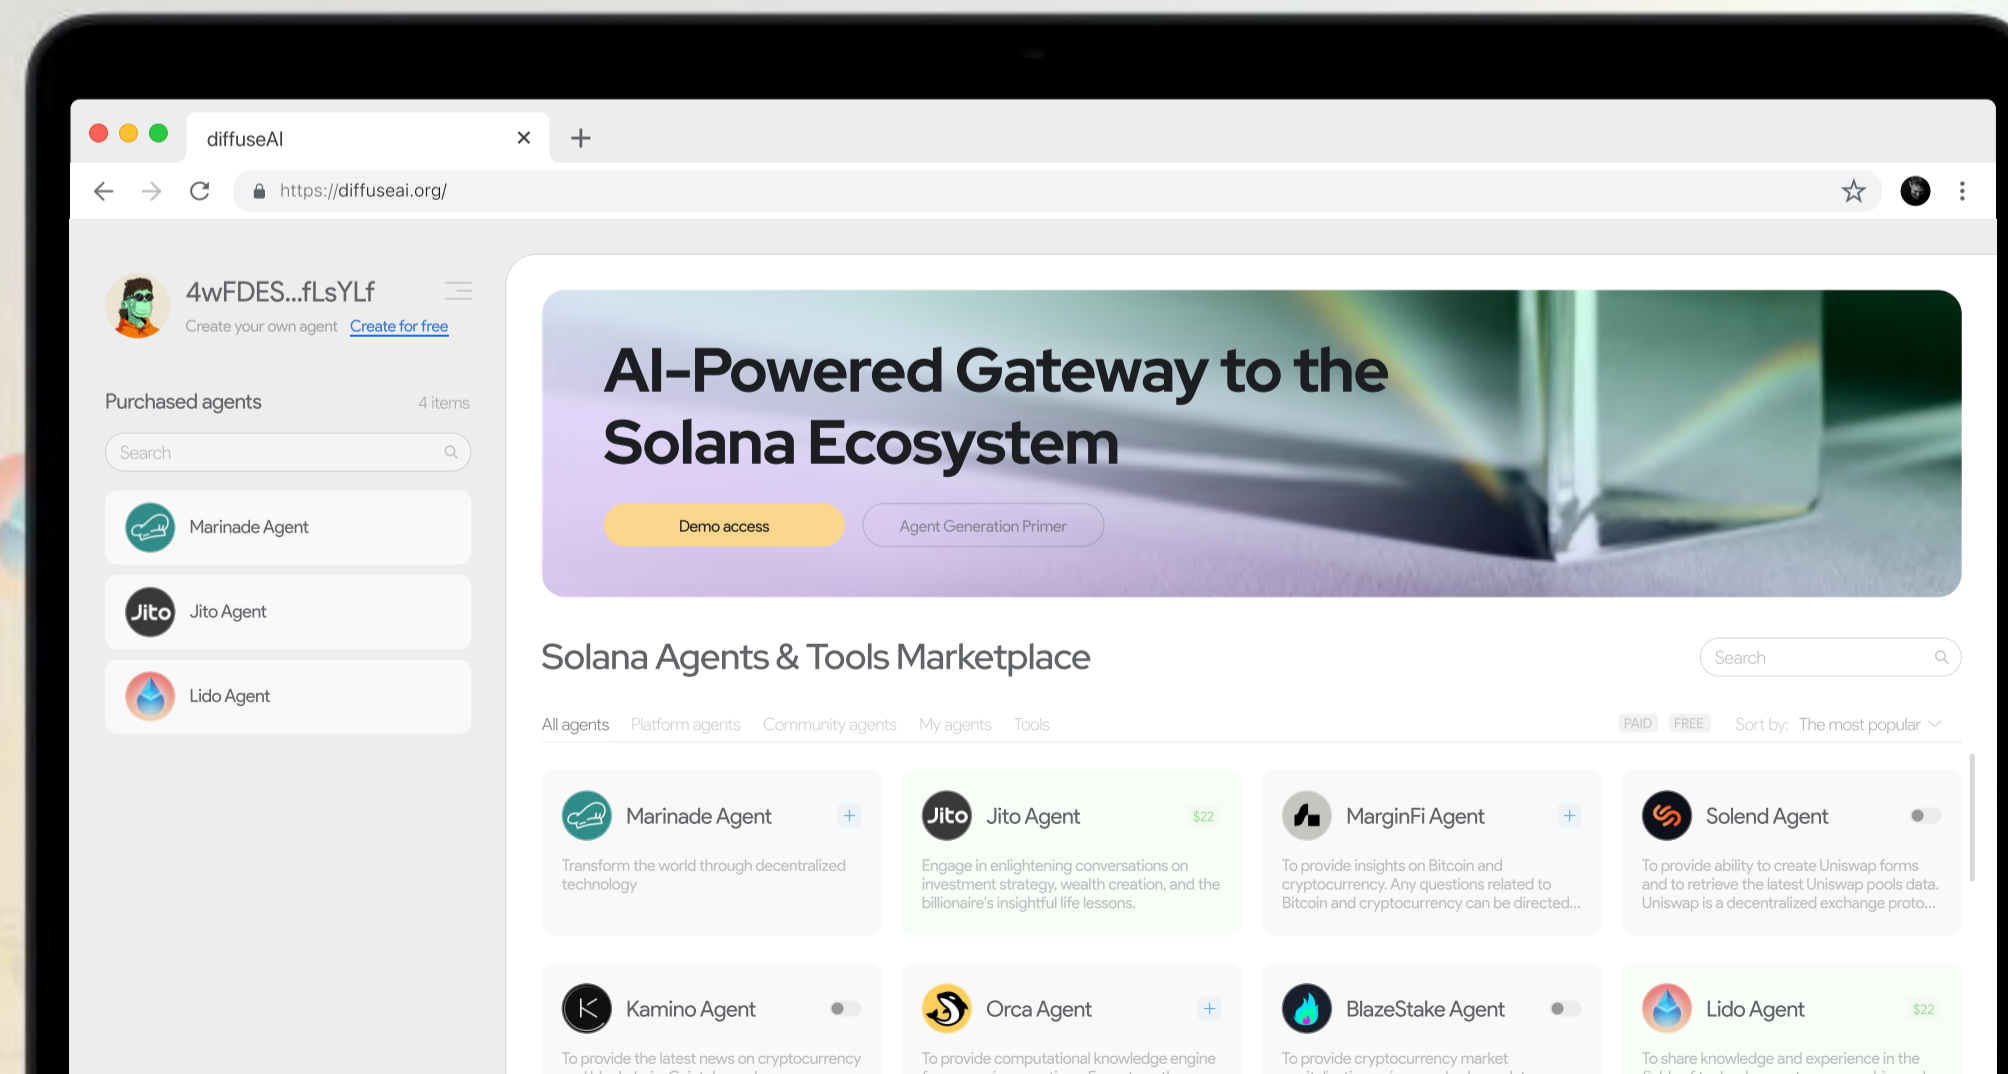 diffuseAI
https://diffuseai.org/
4wFDES...fLsYLf
Create your own agent Create for free
Purchased agents 4 items
Search
Marinade Agent
Jito Jito Agent
Lido Agent
AI-Powered Gateway to the
Solana Ecosystem
Demo access Agent Generation Primer
Solana Agents & Tools Marketplace
Search
All agents Platform agents Community agents My agents Tools PAID FREE Sort by: The most popular
Marinade Agent +
Transform the world through decentralized
technology
Jito Jito Agent $22
Engage in enlightening conversations on
investment strategy, wealth creation, and the
billionaire's insightful life lessons.
MarginFi Agent +
To provide insights on Bitcoin and
cryptocurrency. Any questions related to
Bitcoin and cryptocurrency can be directed...
Solend Agent
To provide ability to create Uniswap forms
and to retrieve the latest Uniswap pools data.
Uniswap is a decentralized exchange proto...
Kamino Agent
To provide the latest news on cryptocurrency
Orca Agent +
To provide computational knowledge engine
BlazeStake Agent
To provide cryptocurrency market
Lido Agent $22
To share knowledge and experience in the